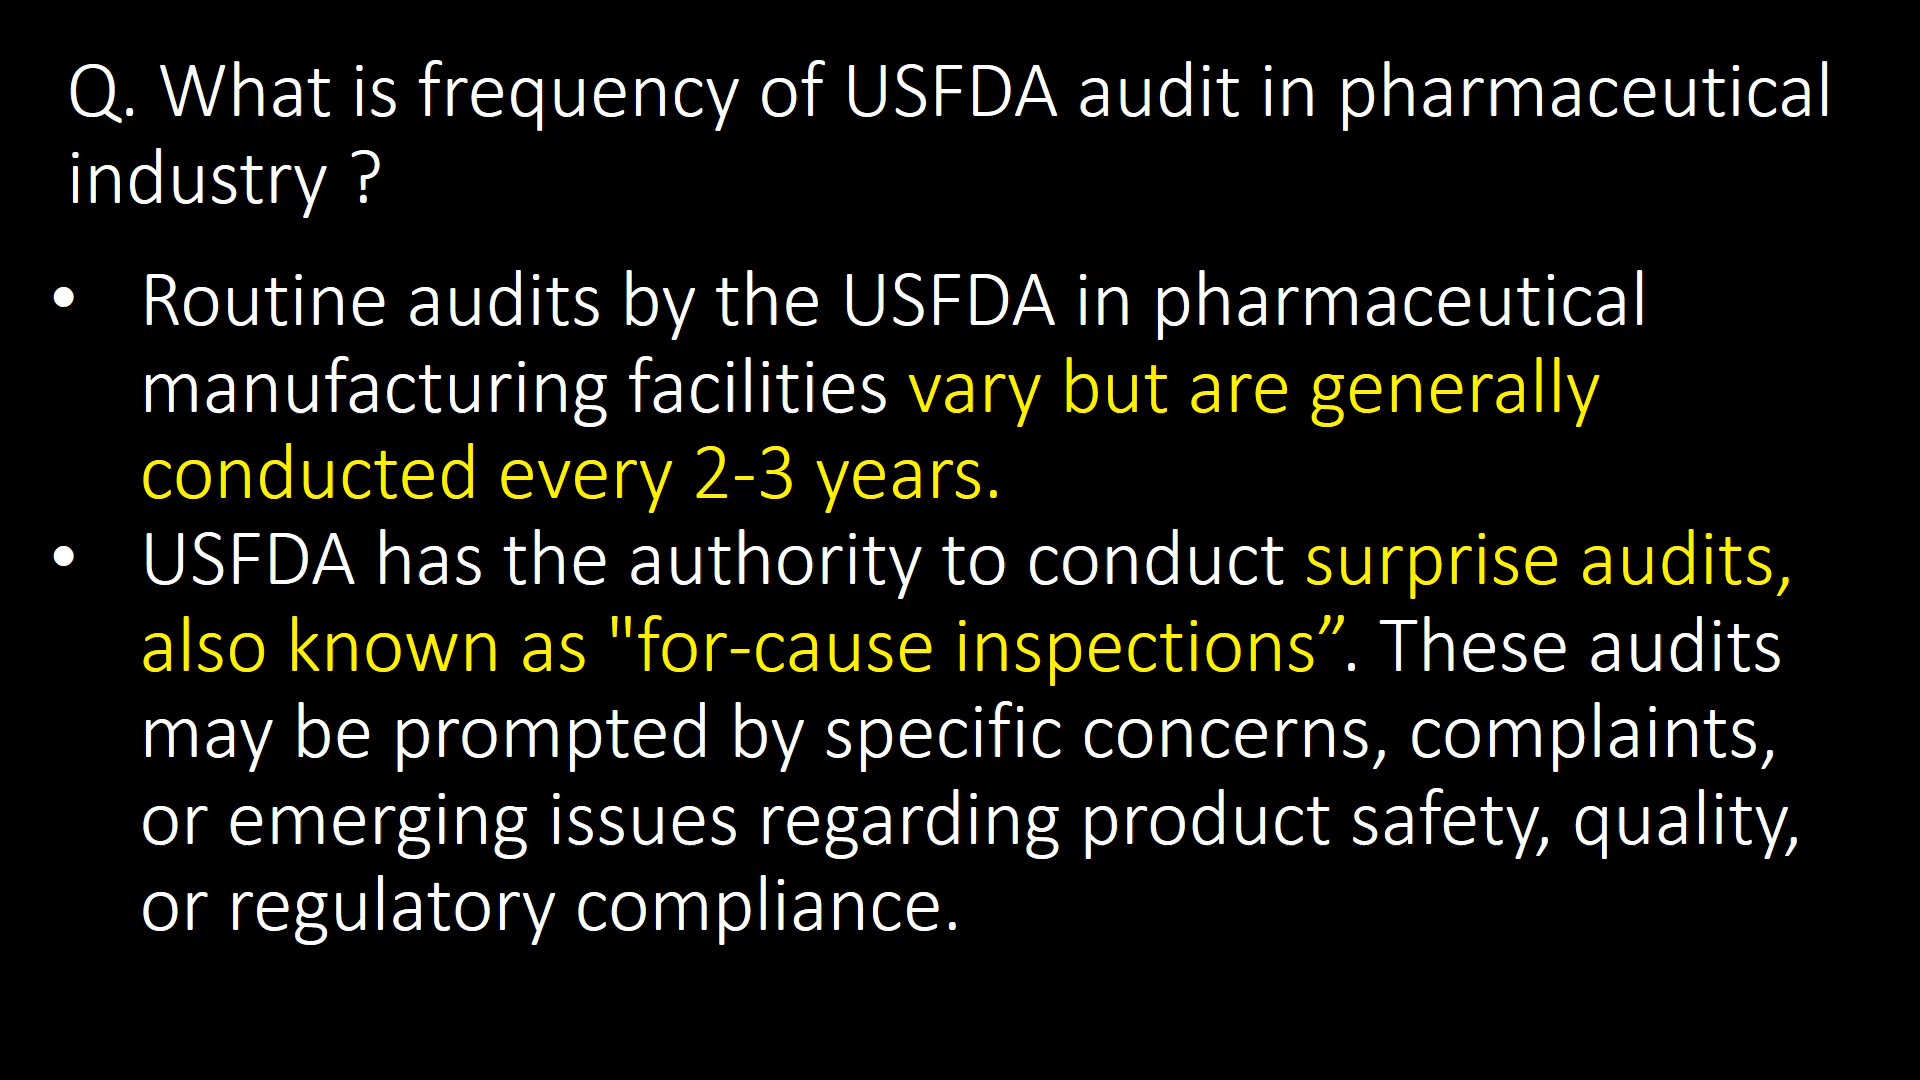 Q. What is frequency of USFDA audit in pharmaceutical
industry ?
• Routine audits by the USFDA in pharmaceutical
manufacturing facilities vary but are generally
conducted every 2-3 years.
• USFDA has the authority to conduct surprise audits,
also known as "for-cause inspections”. These audits
may be prompted by specific concerns, complaints,
or emerging issues regarding product safety, quality,
or regulatory compliance.